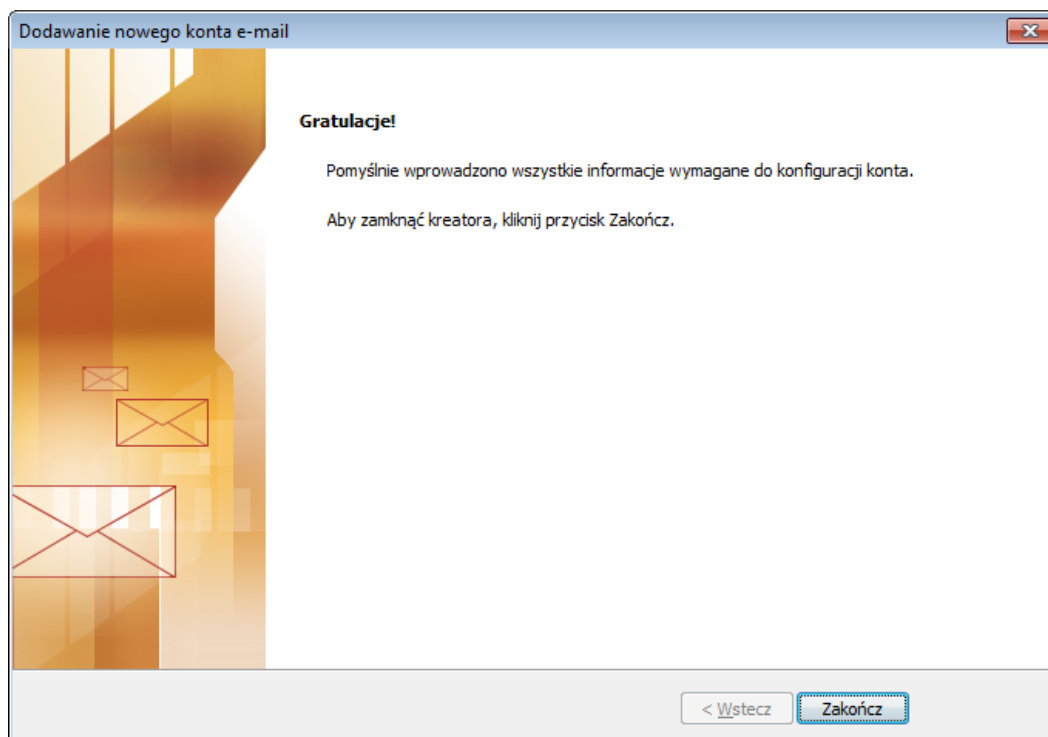 Dodawanie nowego konta e-mail
Gratulacje!
Pomyślnie wprowadzono wszystkie informacje wymagane do konfiguracji konta.
Aby zamknąć kreatora, kliknij przycisk Zakończ.
< Wstecz
Zakończ